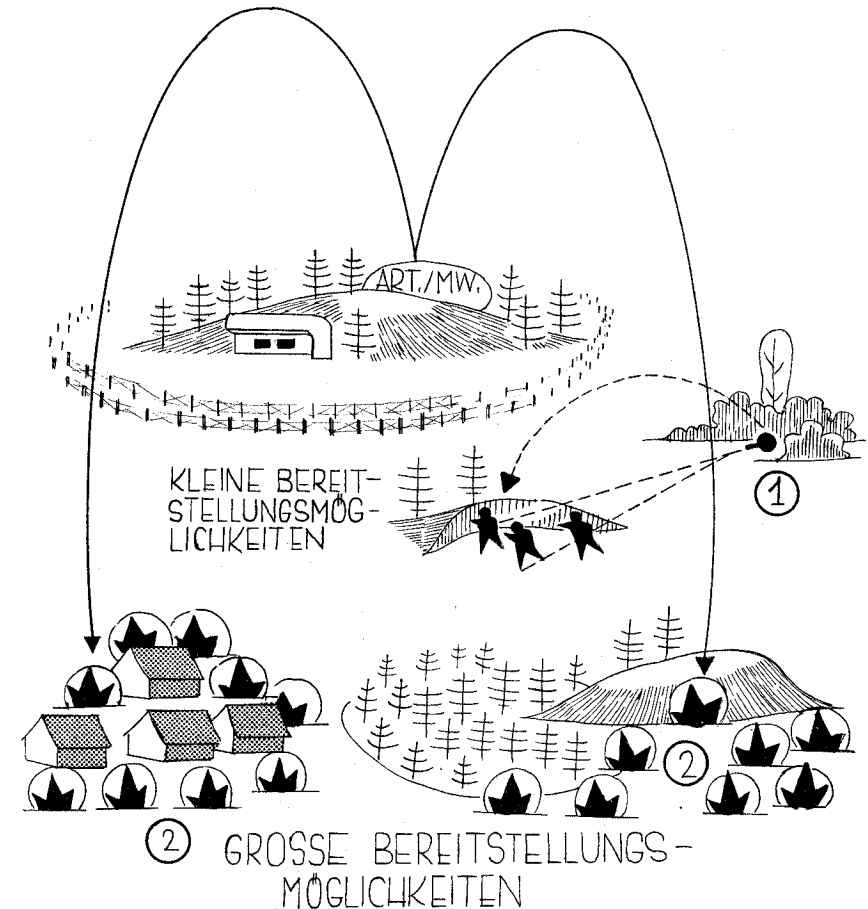 ART./MW.
KLEINE BEREIT-
STELLUNGSMÖG-
LICHKEITEN
1
2
2
GROSSE BEREITSTELLUNGS-
MÖGLICHKEITEN